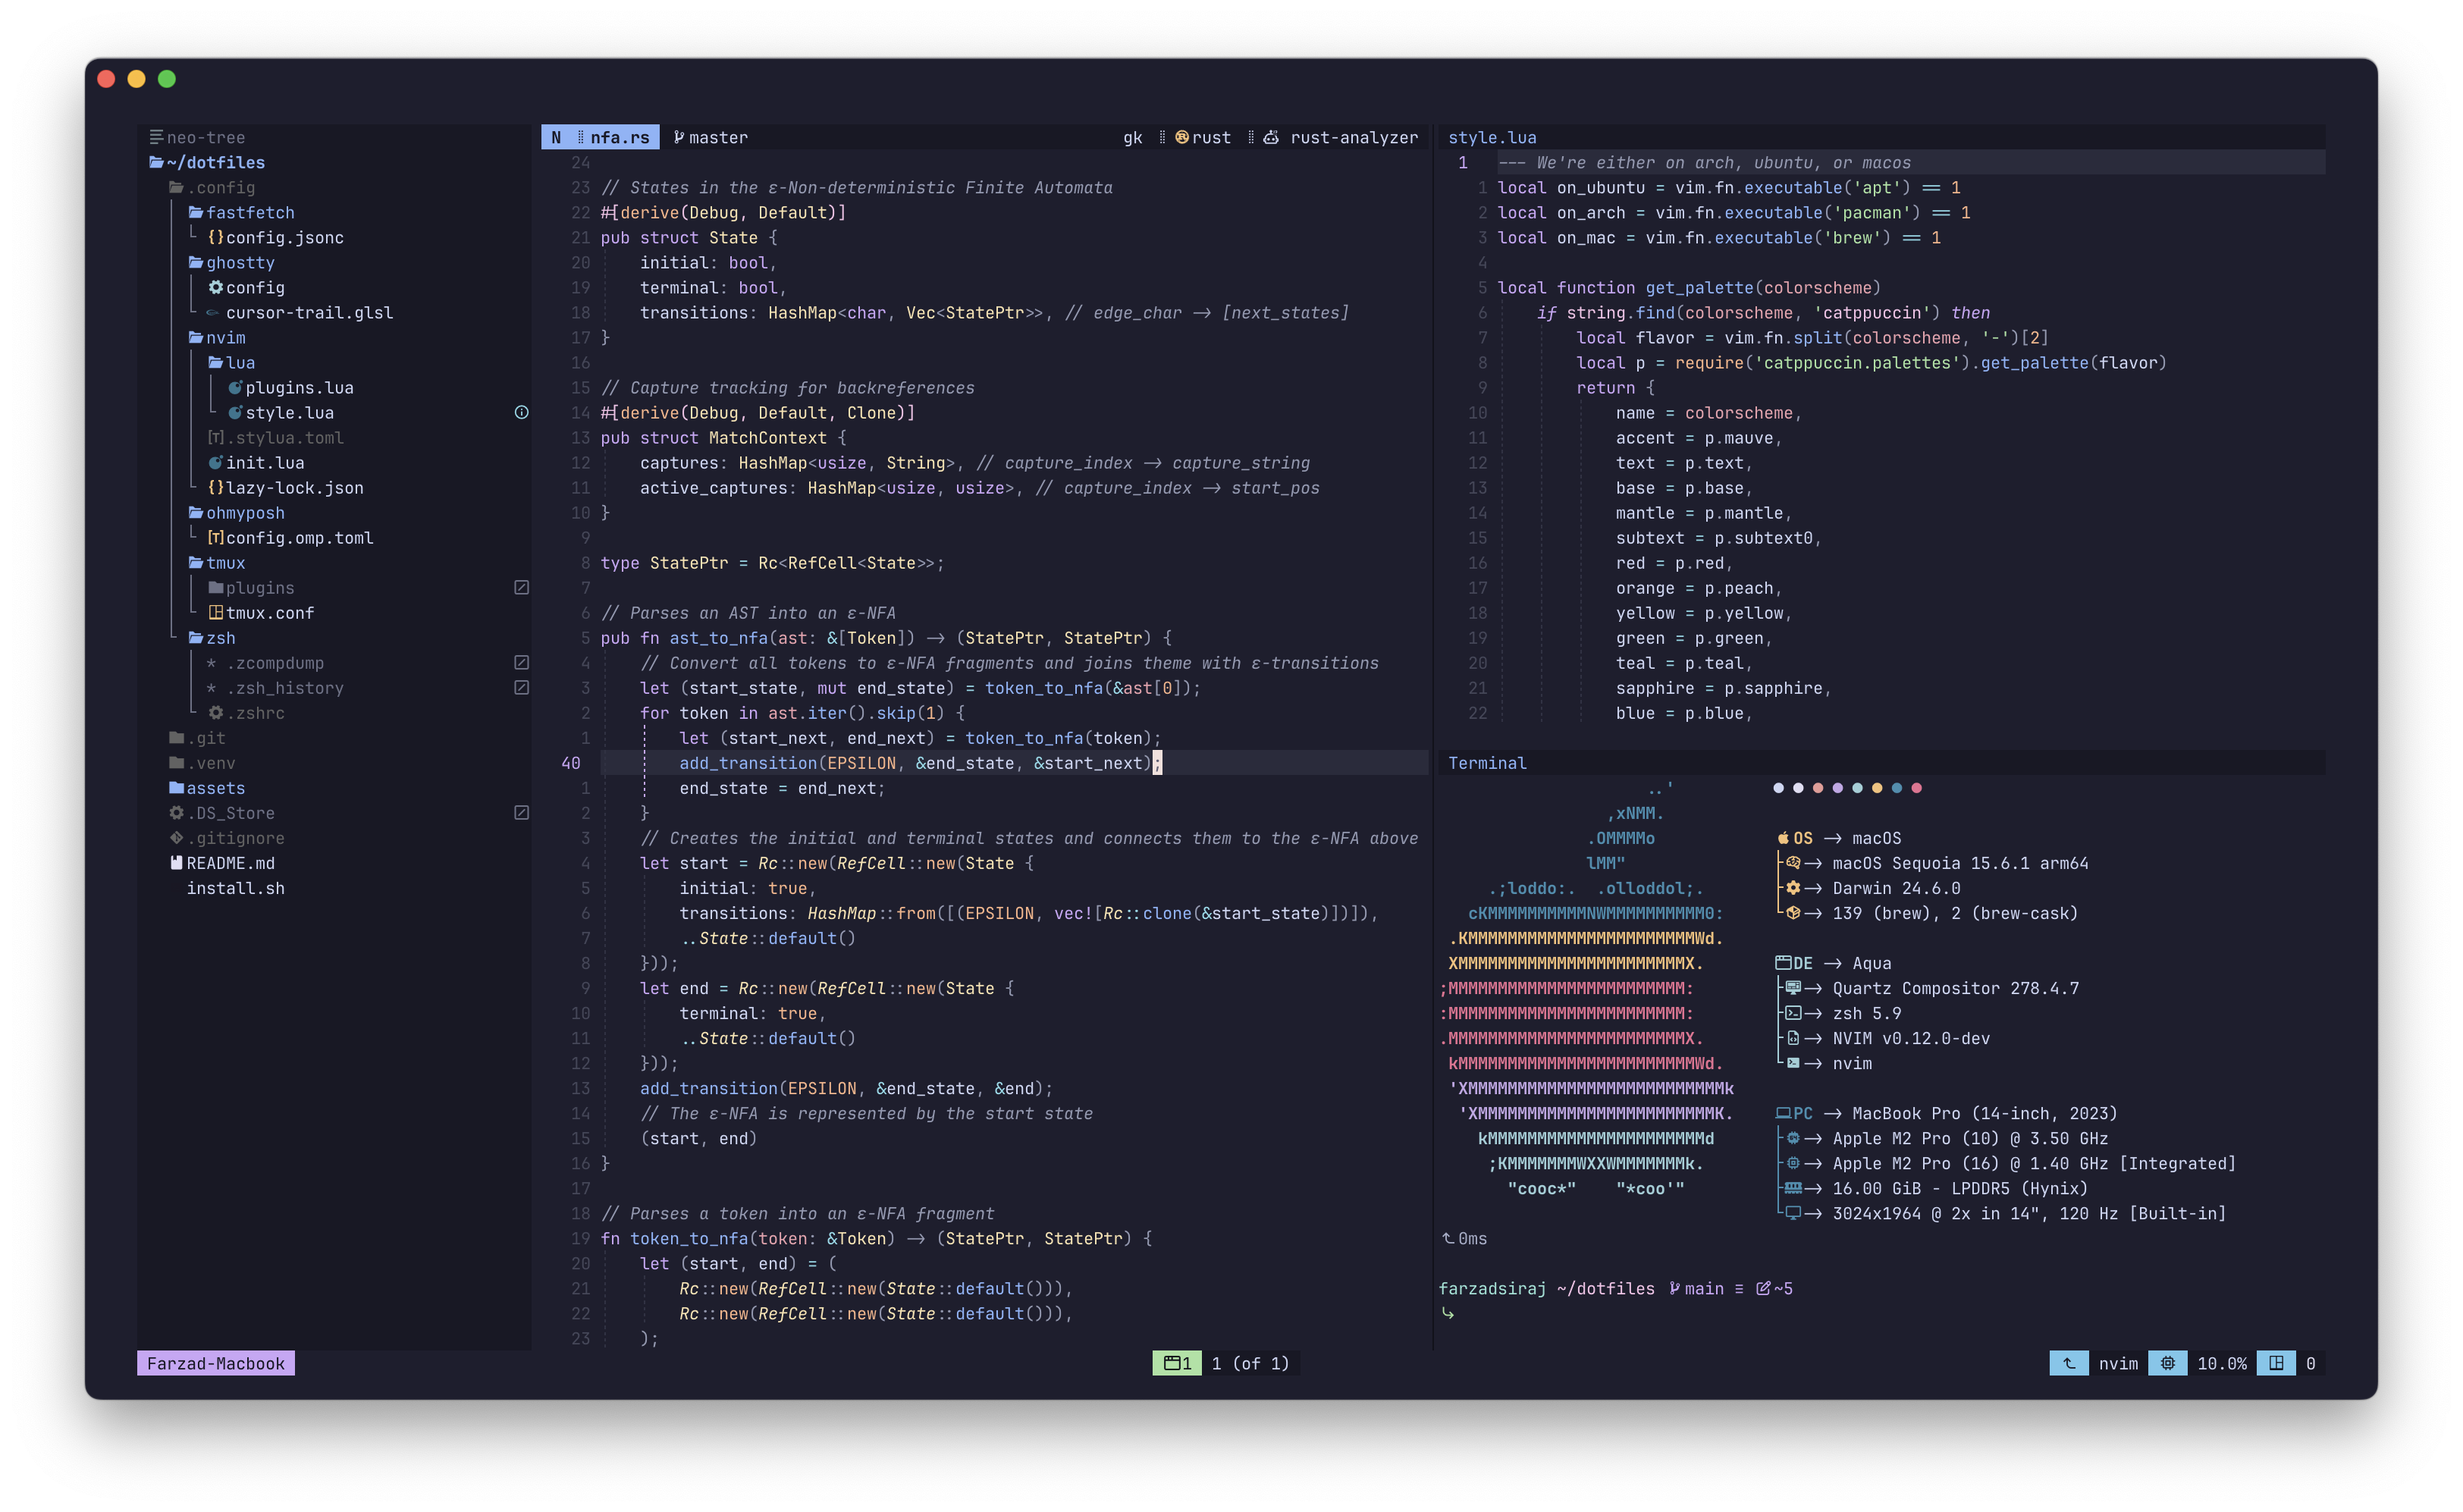 neo-tree
~/dotfiles
.config
fastfetch
{}config.jsonc
ghostty
config
cursor-trail.glsl
nvim
lua
plugins.lua
style.lua
[T].stylua.toml
init.lua
{}lazy-lock.json
ohmyposh
[T]config.omp.toml
tmux
plugins
tmux.conf
zsh
* .zcompdump
* .zsh_history
.zshrc
.git
.venv
assets
.DS_Store
.gitignore
README.md
install.sh
N nfa.rs master gk rust rust-analyzer
24
23 // States in the ε-Non-deterministic Finite Automata
22 #[derive(Debug, Default)]
21 pub struct State {
20 initial: bool,
19 terminal: bool,
18 transitions: HashMap<char, Vec<StatePtr>>, // edge_char -> [next_states]
17 }
16
15 // Capture tracking for backreferences
14 #[derive(Debug, Default, Clone)]
13 pub struct MatchContext {
12 captures: HashMap<usize, String>, // capture_index -> capture_string
11 active_captures: HashMap<usize, usize>, // capture_index -> start_pos
10 }
9
8 type StatePtr = Rc<RefCell<State>>;
7
6 // Parses an AST into an ε-NFA
5 pub fn ast_to_nfa(ast: &[Token]) -> (StatePtr, StatePtr) {
4 // Convert all tokens to ε-NFA fragments and joins theme with ε-transitions
3 let (start_state, mut end_state) = token_to_nfa(&ast[0]);
2 for token in ast.iter().skip(1) {
1 let (start_next, end_next) = token_to_nfa(token);
40 add_transition(EPSILON, &end_state, &start_next);
1 end_state = end_next;
2 }
3 // Creates the initial and terminal states and connects them to the ε-NFA above
4 let start = Rc::new(RefCell::new(State {
5 initial: true,
6 transitions: HashMap::from([(EPSILON, vec![Rc::clone(&start_state)])]),
7 ..State::default()
8 }));
9 let end = Rc::new(RefCell::new(State {
10 terminal: true,
11 ..State::default()
12 }));
13 add_transition(EPSILON, &end_state, &end);
14 // The ε-NFA is represented by the start state
15 (start, end)
16 }
17
18 // Parses a token into an ε-NFA fragment
19 fn token_to_nfa(token: &Token) -> (StatePtr, StatePtr) {
20 let (start, end) = (
21 Rc::new(RefCell::new(State::default())),
22 Rc::new(RefCell::new(State::default())),
23 );
style.lua
1 --- We're either on arch, ubuntu, or macos
1 local on_ubuntu = vim.fn.executable('apt') == 1
2 local on_arch = vim.fn.executable('pacman') == 1
3 local on_mac = vim.fn.executable('brew') == 1
4
5 local function get_palette(colorscheme)
6 if string.find(colorscheme, 'catppuccin') then
7 local flavor = vim.fn.split(colorscheme, '-')[2]
8 local p = require('catppuccin.palettes').get_palette(flavor)
9 return {
10 name = colorscheme,
11 accent = p.mauve,
12 text = p.text,
13 base = p.base,
14 mantle = p.mantle,
15 subtext = p.subtext0,
16 red = p.red,
17 orange = p.peach,
18 yellow = p.yellow,
19 green = p.green,
20 teal = p.teal,
21 sapphire = p.sapphire,
22 blue = p.blue,
Terminal
..'
,xNMM.
.OMMMMo
lMM"
.;loddo:. .olloddol;.
cKMMMMMMMMMMNWMMMMMMMMMM0:
.KMMMMMMMMMMMMMMMMMMMMMMMWd.
XMMMMMMMMMMMMMMMMMMMMMMMX.
;MMMMMMMMMMMMMMMMMMMMMMMM:
:MMMMMMMMMMMMMMMMMMMMMMMM:
.MMMMMMMMMMMMMMMMMMMMMMMMX.
kMMMMMMMMMMMMMMMMMMMMMMMMWd.
'XMMMMMMMMMMMMMMMMMMMMMMMMMMk
'XMMMMMMMMMMMMMMMMMMMMMMMMK.
kMMMMMMMMMMMMMMMMMMMMMMd
;KMMMMMMMWXXWMMMMMMMk.
"cooc*" "*coo'"
OS -> macOS
-> macOS Sequoia 15.6.1 arm64
-> Darwin 24.6.0
-> 139 (brew), 2 (brew-cask)
DE -> Aqua
-> Quartz Compositor 278.4.7
-> zsh 5.9
-> NVIM v0.12.0-dev
-> nvim
PC -> MacBook Pro (14-inch, 2023)
-> Apple M2 Pro (10) @ 3.50 GHz
-> Apple M2 Pro (16) @ 1.40 GHz [Integrated]
-> 16.00 GiB - LPDDR5 (Hynix)
-> 3024x1964 @ 2x in 14", 120 Hz [Built-in]
0ms
farzadsiraj ~/dotfiles main ≡ ~5
Farzad-Macbook 1 1 (of 1) nvim 10.0% 0